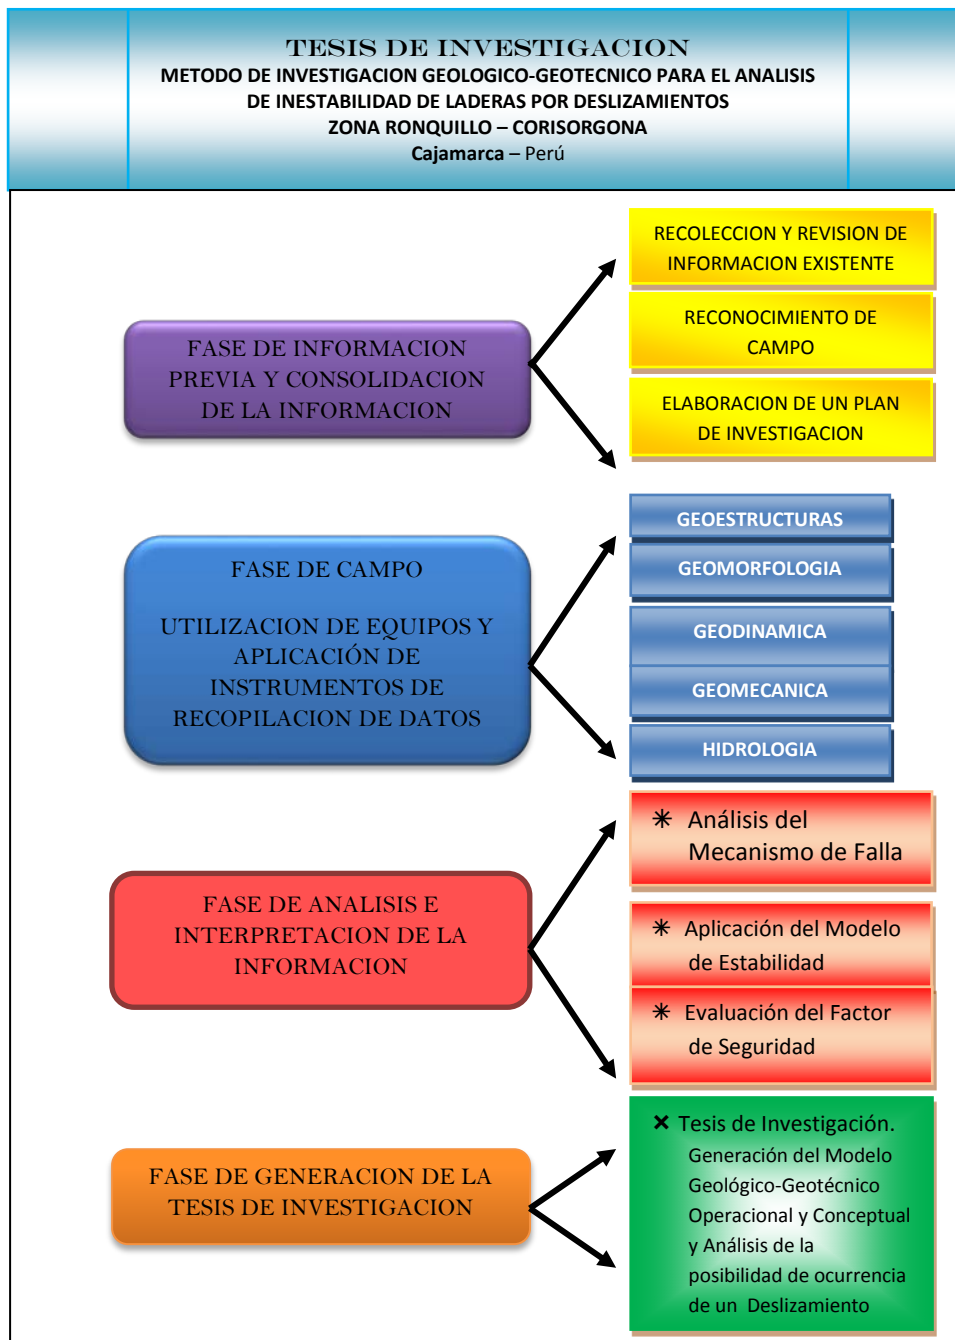 TESIS DE INVESTIGACION
METODO DE INVESTIGACION GEOLOGICO-GEOTECNICO PARA EL ANALISIS
DE INESTABILIDAD DE LADERAS POR DESLIZAMIENTOS
ZONA RONQUILLO – CORISORGONA
Cajamarca – Perú
FASE DE INFORMACION
PREVIA Y CONSOLIDACION
DE LA INFORMACION
RECOLECCION Y REVISION DE
INFORMACION EXISTENTE
RECONOCIMIENTO DE
CAMPO
ELABORACION DE UN PLAN
DE INVESTIGACION
FASE DE CAMPO
UTILIZACION DE EQUIPOS Y
APLICACIÓN DE
INSTRUMENTOS DE
RECOPILACION DE DATOS
GEOESTRUCTURAS
GEOMORFOLOGIA
GEODINAMICA
GEOMECANICA
HIDROLOGIA
FASE DE ANALISIS E
INTERPRETACION DE LA
INFORMACION
Análisis del
Mecanismo de Falla
Aplicación del Modelo
de Estabilidad
Evaluación del Factor
de Seguridad
FASE DE GENERACION DE LA
TESIS DE INVESTIGACION
Tesis de Investigación.
Generación del Modelo
Geológico-Geotécnico
Operacional y Conceptual
y Análisis de la
posibilidad de ocurrencia
de un Deslizamiento